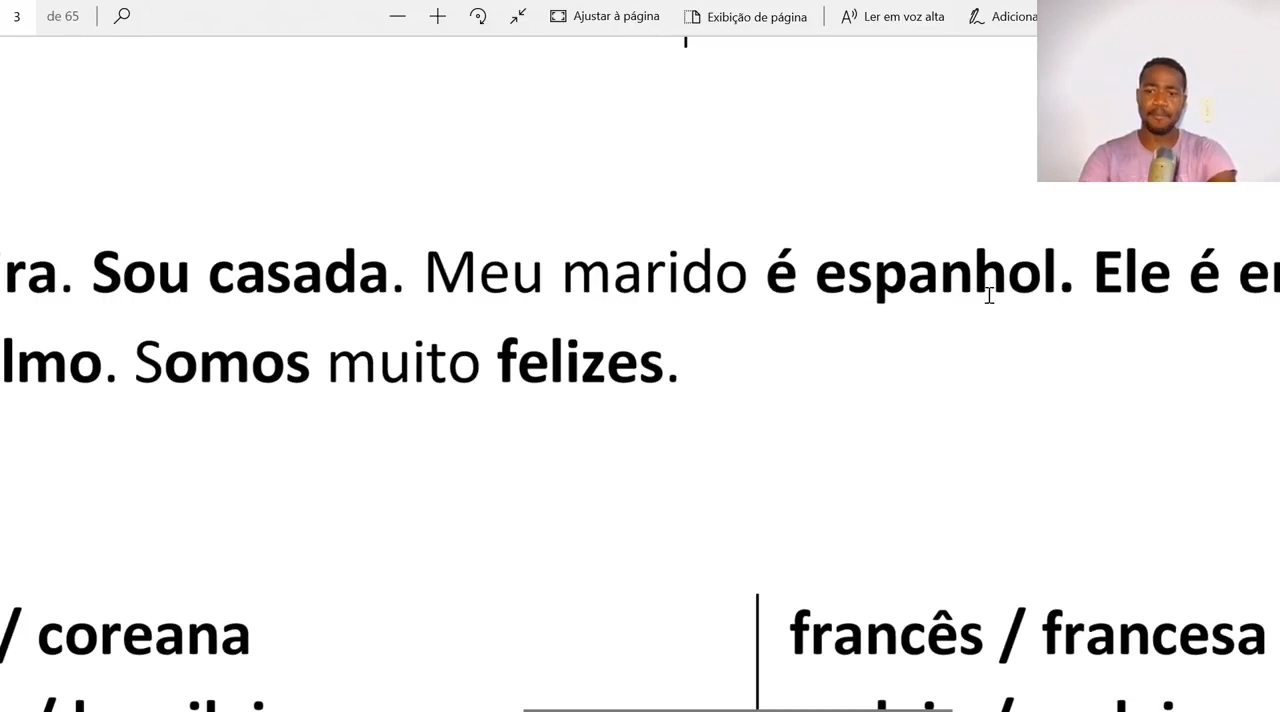 3 de 65 Ajustar à página Exibição de página Ler em voz alta Adiciona
ra. Sou casada. Meu marido é espanhol. Ele é e
lmo. Somos muito felizes.
/ coreana
francês / francesa